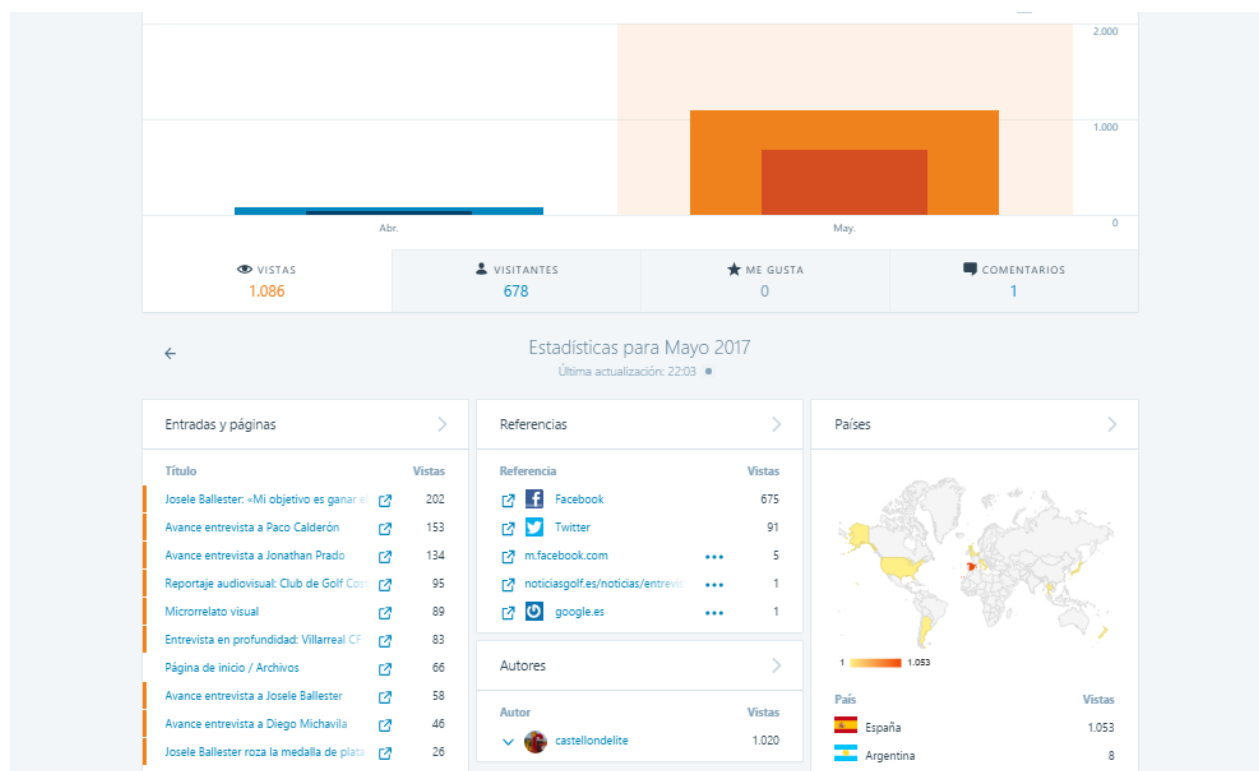 2.000
1.000
0
Abr.
May.
VISTAS
1.086
VISITANTES
678
ME GUSTA
0
COMENTARIOS
1
Estadísticas para Mayo 2017
Última actualización: 22:03
Entradas y páginas
Título Vistas
Josele Ballester: «Mi objetivo es ganar el 202
Avance entrevista a Paco Calderón 153
Avance entrevista a Jonathan Prado 134
Reportaje audiovisual: Club de Golf Cost 95
Microrrelato visual 89
Entrevista en profundidad: Villarreal CF 83
Página de inicio / Archivos 66
Avance entrevista a Josele Ballester 58
Avance entrevista a Diego Michavila 46
Josele Ballester roza la medalla de plata 26
Referencias
Referencia Vistas
Facebook 675
Twitter 91
m.facebook.com 5
noticiasgolf.es/noticias/entrevis 1
google.es 1
Autores
Autor Vistas
castellondelite 1.020
Países
1 1.053
País Vistas
España 1.053
Argentina 8